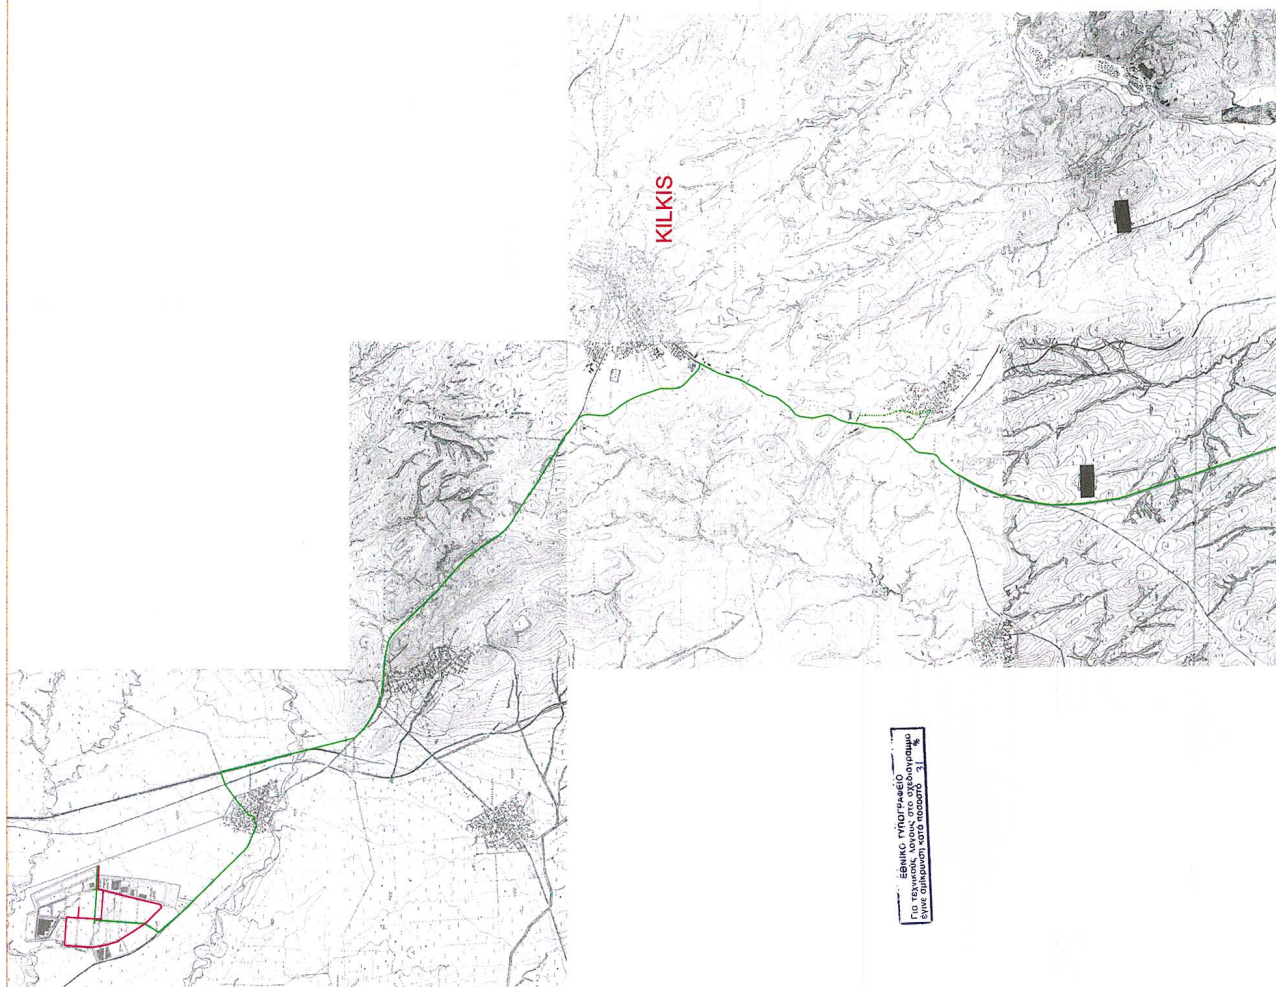 KILKIS
ΕΘΝΙΚΟ ΤΥΠΟΓΡΑΦΕΙΟ
Για τεχνικούς λόγους στο σχεδιάγραμμα
έγινε σμίκρυνση κατά ποσοστό 31 %